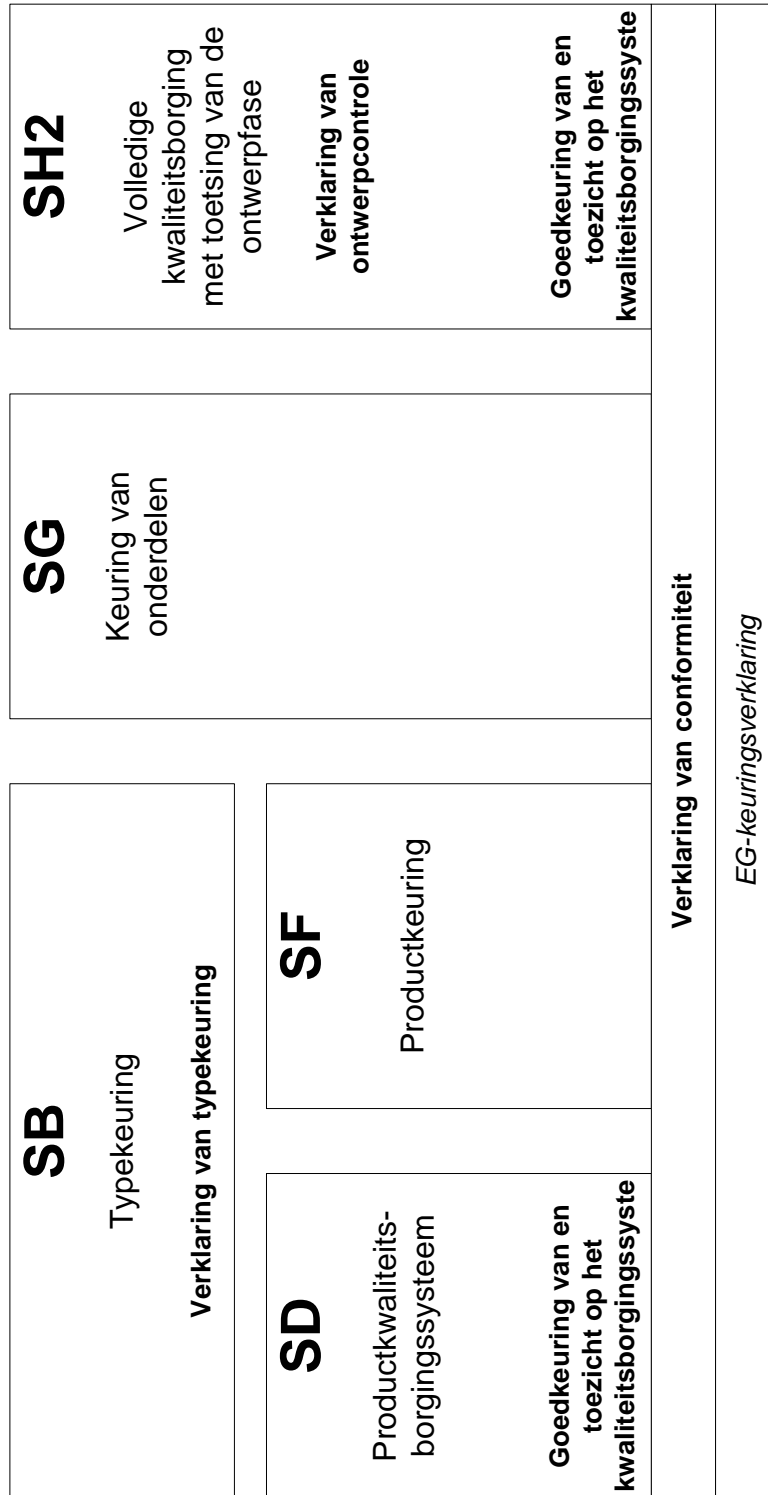 SB
Typekeuring
Verklaring van typekeuring
SD
Productkwaliteits-
borgingssysteem
Goedkeuring van en
toezicht op het
kwaliteitsborgingssyste
SF
Productkeuring
SG
Keuring van
onderdelen
SH2
Volledige
kwaliteitsborging
met toetsing van de
ontwerpfase
Verklaring van
ontwerpcontrole
Goedkeuring van en
toezicht op het
kwaliteitsborgingssyste
Verklaring van conformiteit
EG-keuringsverklaring